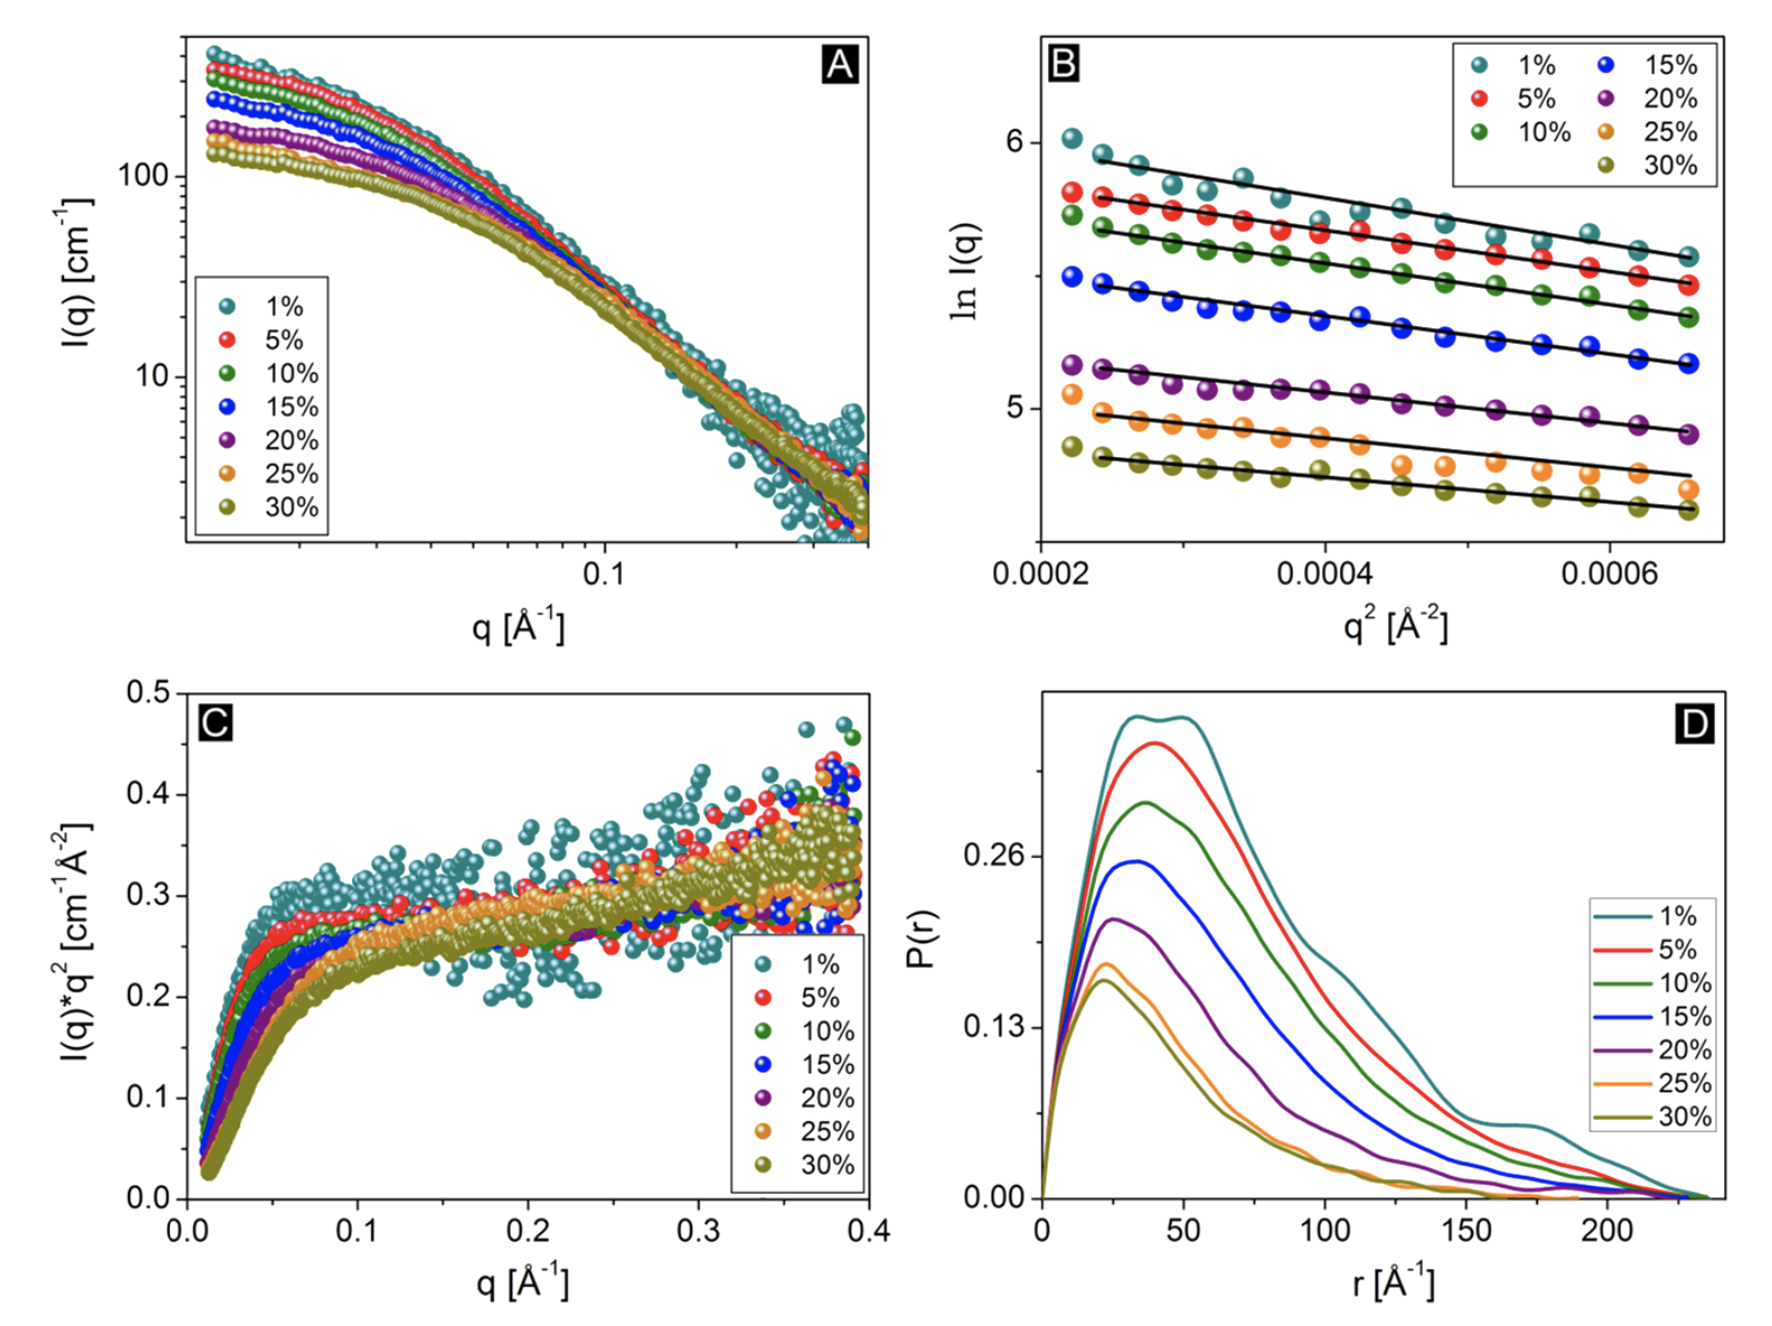 A
I(q) [cm-1]
100
10
1%
5%
10%
15%
20%
25%
30%
0.1
q [Å-1]
B
ln I(q)
6
5
1% 15%
5% 20%
10% 25%
30%
0.0002 0.0004 0.0006
q2 [Å-2]
C
I(q)*q2 [cm-1Å-2]
0.5
0.4
0.3
0.2
0.1
0.0
1%
5%
10%
15%
20%
25%
30%
0.0 0.1 0.2 0.3 0.4
q [Å-1]
D
P(r)
0.26
0.13
0.00
1%
5%
10%
15%
20%
25%
30%
0 50 100 150 200
r [Å-1]